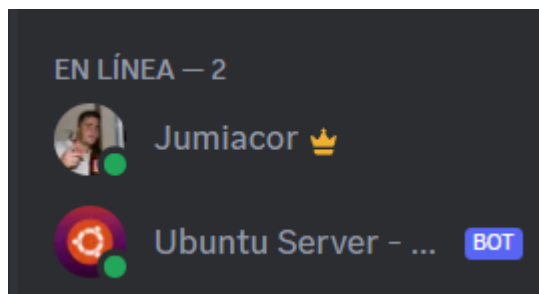 EN LÍNEA — 2
Jumiacor
Ubuntu Server - ... BOT